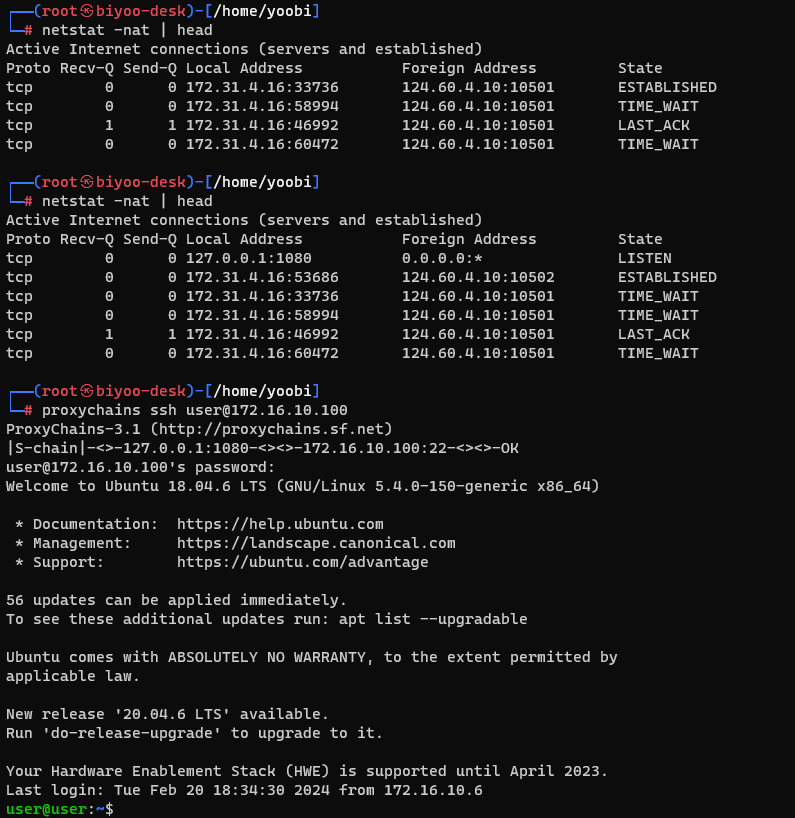 ┌──(root㉿biyoo-desk)-[/home/yoobi]
└─# netstat -nat | head
Active Internet connections (servers and established)
Proto Recv-Q Send-Q Local Address           Foreign Address         State
tcp        0      0 172.31.4.16:33736       124.60.4.10:10501       ESTABLISHED
tcp        0      0 172.31.4.16:58994       124.60.4.10:10501       TIME_WAIT
tcp        1      1 172.31.4.16:46992       124.60.4.10:10501       LAST_ACK
tcp        0      0 172.31.4.16:60472       124.60.4.10:10501       TIME_WAIT
┌──(root㉿biyoo-desk)-[/home/yoobi]
└─# netstat -nat | head
Active Internet connections (servers and established)
Proto Recv-Q Send-Q Local Address           Foreign Address         State
tcp        0      0 127.0.0.1:1080          0.0.0.0:*               LISTEN
tcp        0      0 172.31.4.16:53686       124.60.4.10:10502       ESTABLISHED
tcp        0      0 172.31.4.16:33736       124.60.4.10:10501       TIME_WAIT
tcp        0      0 172.31.4.16:58994       124.60.4.10:10501       TIME_WAIT
tcp        1      1 172.31.4.16:46992       124.60.4.10:10501       LAST_ACK
tcp        0      0 172.31.4.16:60472       124.60.4.10:10501       TIME_WAIT
┌──(root㉿biyoo-desk)-[/home/yoobi]
└─# proxychains ssh user@172.16.10.100
ProxyChains-3.1 (http://proxychains.sf.net)
|S-chain|-<>-127.0.0.1:1080-<><>-172.16.10.100:22-<><>-OK
user@172.16.10.100's password:
Welcome to Ubuntu 18.04.6 LTS (GNU/Linux 5.4.0-150-generic x86_64)
 * Documentation:  https://help.ubuntu.com
 * Management:     https://landscape.canonical.com
 * Support:        https://ubuntu.com/advantage
56 updates can be applied immediately.
To see these additional updates run: apt list --upgradable
Ubuntu comes with ABSOLUTELY NO WARRANTY, to the extent permitted by
applicable law.
New release '20.04.6 LTS' available.
Run 'do-release-upgrade' to upgrade to it.
Your Hardware Enablement Stack (HWE) is supported until April 2023.
Last login: Tue Feb 20 18:34:30 2024 from 172.16.10.6
user@user:~$